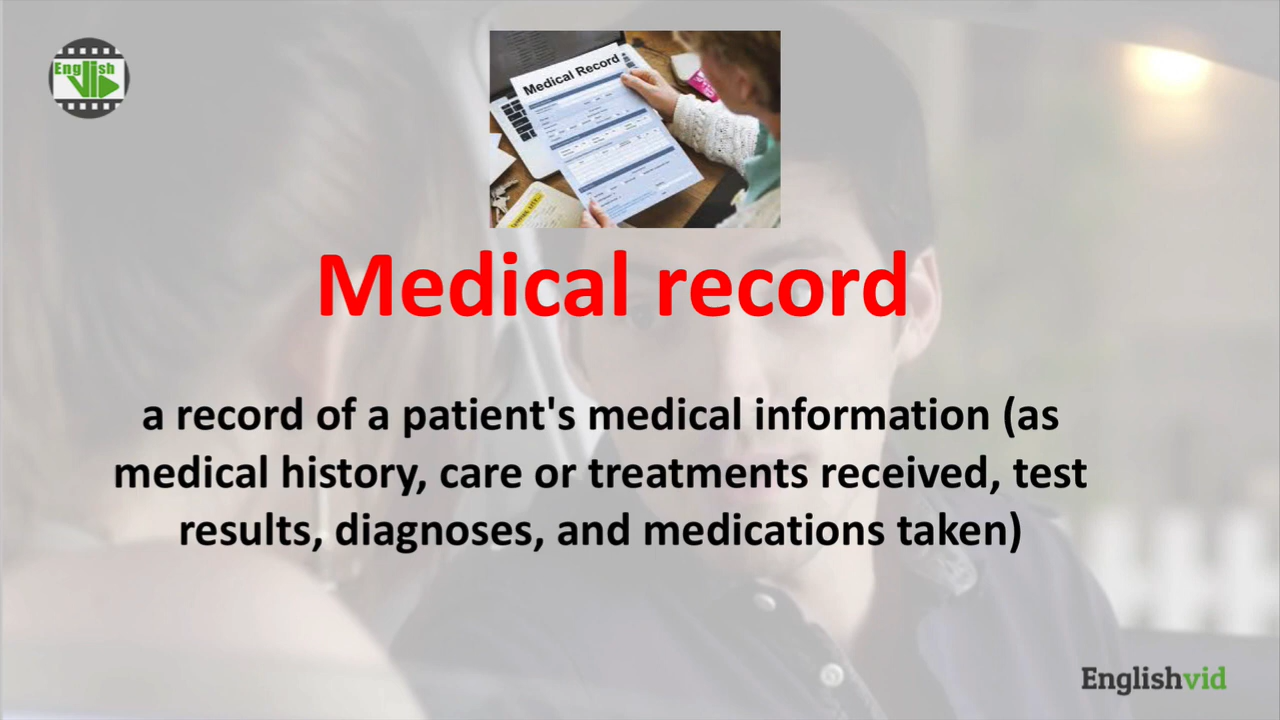 English
Vid
Medical Record
Medical record
a record of a patient's medical information (as
medical history, care or treatments received, test
results, diagnoses, and medications taken)
Englishvid